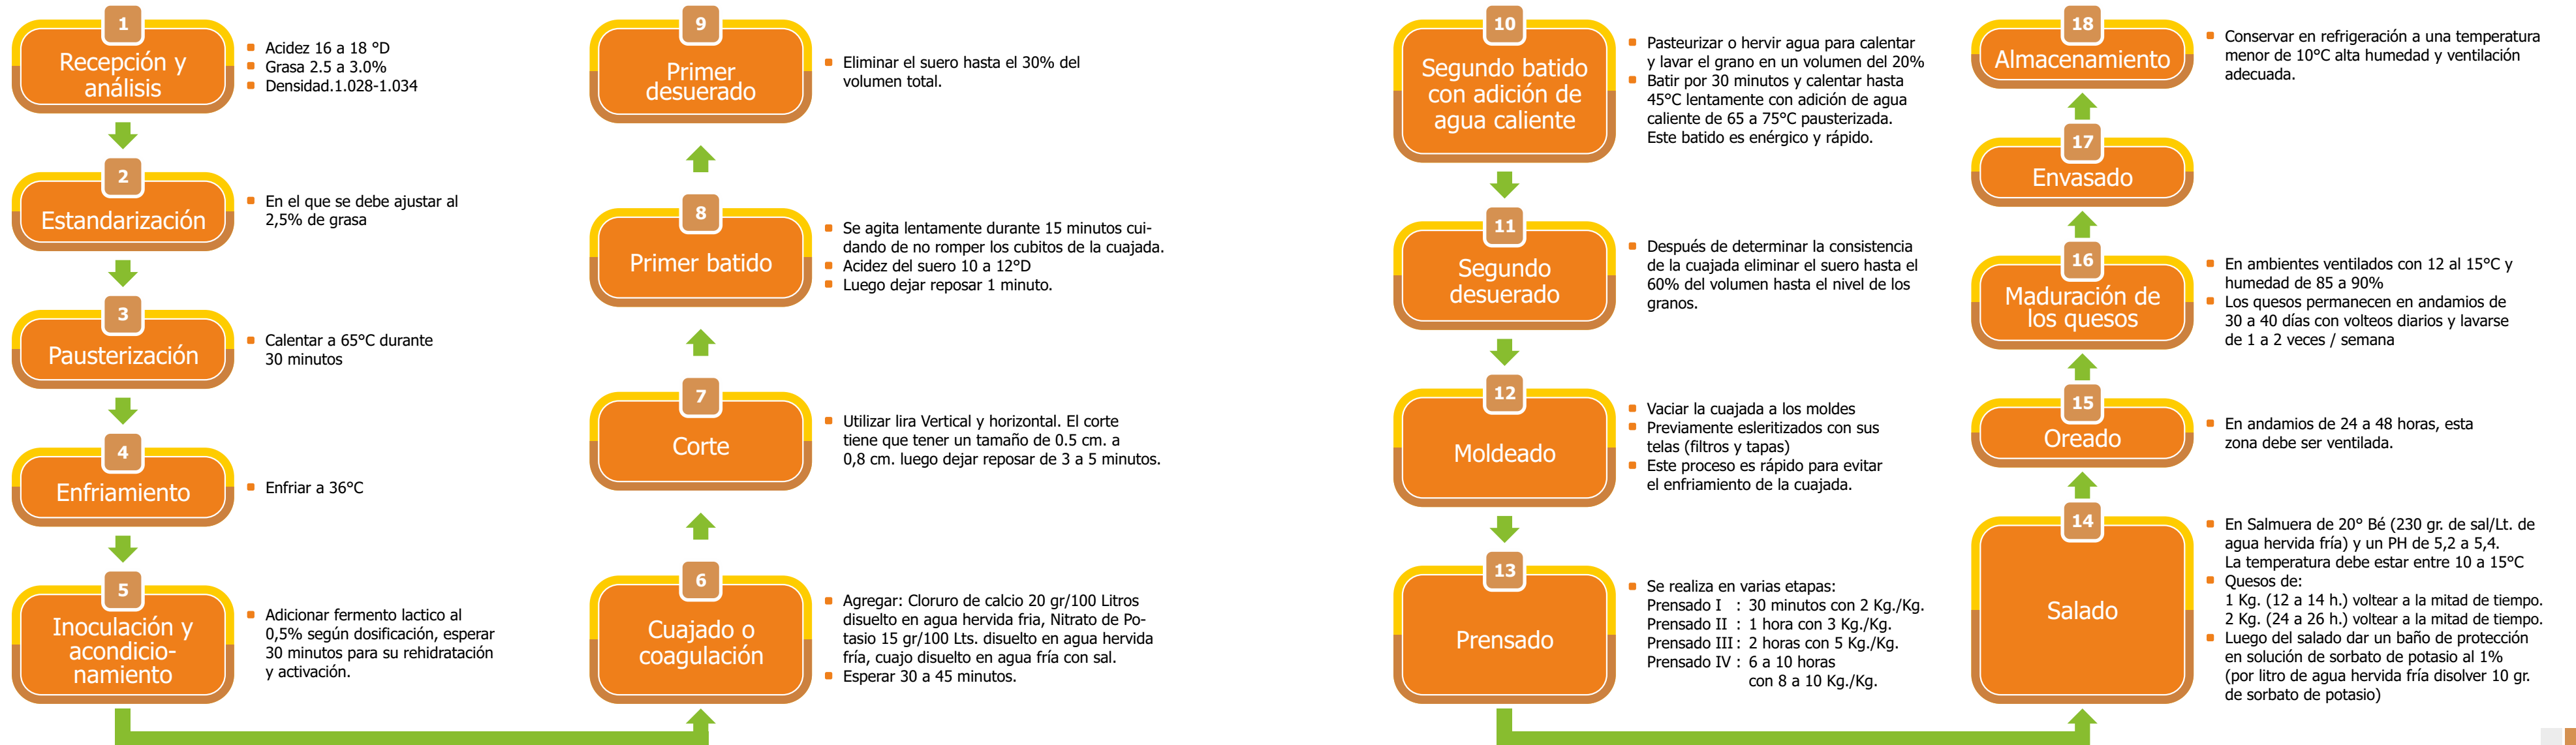 1
Recepción y
análisis
Acidez 16 a 18 °D
Grasa 2.5 a 3.0%
Densidad.1.028-1.034
2
Estandarización
En el que se debe ajustar al
2,5% de grasa
3
Pausterización
Calentar a 65°C durante
30 minutos
4
Enfriamiento
Enfriar a 36°C
5
Inoculación y
acondicio-
namiento
Adicionar fermento lactico al
0,5% según dosificación, esperar
30 minutos para su rehidratación
y activación.
6
Cuajado o
coagulación
Agregar: Cloruro de calcio 20 gr/100 Litros
disuelto en agua hervida fria, Nitrato de Po-
tasio 15 gr/100 Lts. disuelto en agua hervida
fría, cuajo disuelto en agua fría con sal.
Esperar 30 a 45 minutos.
7
Corte
Utilizar lira Vertical y horizontal. El corte
tiene que tener un tamaño de 0.5 cm. a
0,8 cm. luego dejar reposar de 3 a 5 minutos.
8
Primer batido
Se agita lentamente durante 15 minutos cui-
dando de no romper los cubitos de la cuajada.
Acidez del suero 10 a 12°D
Luego dejar reposar 1 minuto.
9
Primer
desuerado
Eliminar el suero hasta el 30% del
volumen total.
10
Segundo batido
con adición de
agua caliente
Pasteurizar o hervir agua para calentar
y lavar el grano en un volumen del 20%
Batir por 30 minutos y calentar hasta
45°C lentamente con adición de agua
caliente de 65 a 75°C pausterizada.
Este batido es enérgico y rápido.
11
Segundo
desuerado
Después de determinar la consistencia
de la cuajada eliminar el suero hasta el
60% del volumen hasta el nivel de los
granos.
12
Moldeado
Vaciar la cuajada a los moldes
Previamente esleritizados con sus
telas (filtros y tapas)
Este proceso es rápido para evitar
el enfriamiento de la cuajada.
13
Prensado
Se realiza en varias etapas:
Prensado I : 30 minutos con 2 Kg./Kg.
Prensado II : 1 hora con 3 Kg./Kg.
Prensado III : 2 horas con 5 Kg./Kg.
Prensado IV : 6 a 10 horas
con 8 a 10 Kg./Kg.
14
Salado
En Salmuera de 20° Bé (230 gr. de sal/Lt. de
agua hervida fría) y un PH de 5,2 a 5,4.
La temperatura debe estar entre 10 a 15°C
Quesos de:
1 Kg. (12 a 14 h.) voltear a la mitad de tiempo.
2 Kg. (24 a 26 h.) voltear a la mitad de tiempo.
Luego del salado dar un baño de protección
en solución de sorbato de potasio al 1%
(por litro de agua hervida fría disolver 10 gr.
de sorbato de potasio)
15
Oreado
En andamios de 24 a 48 horas, esta
zona debe ser ventilada.
16
Maduración de
los quesos
En ambientes ventilados con 12 al 15°C y
humedad de 85 a 90%
Los quesos permanecen en andamios de
30 a 40 días con volteos diarios y lavarse
de 1 a 2 veces / semana
17
Envasado
18
Almacenamiento
Conservar en refrigeración a una temperatura
menor de 10°C alta humedad y ventilación
adecuada.